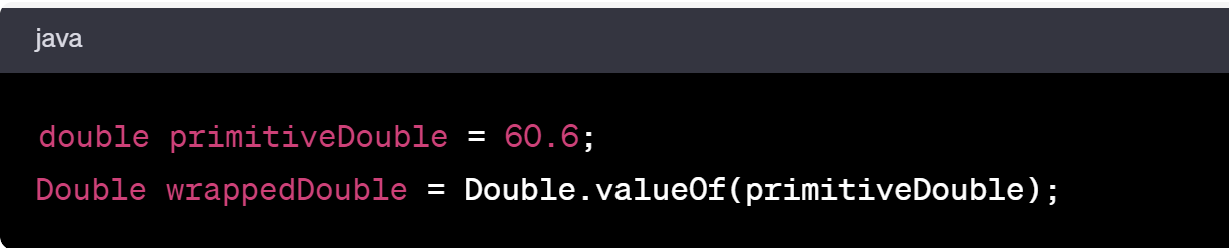 java
double primitiveDouble = 60.6;
Double wrappedDouble = Double.valueOf(primitiveDouble);